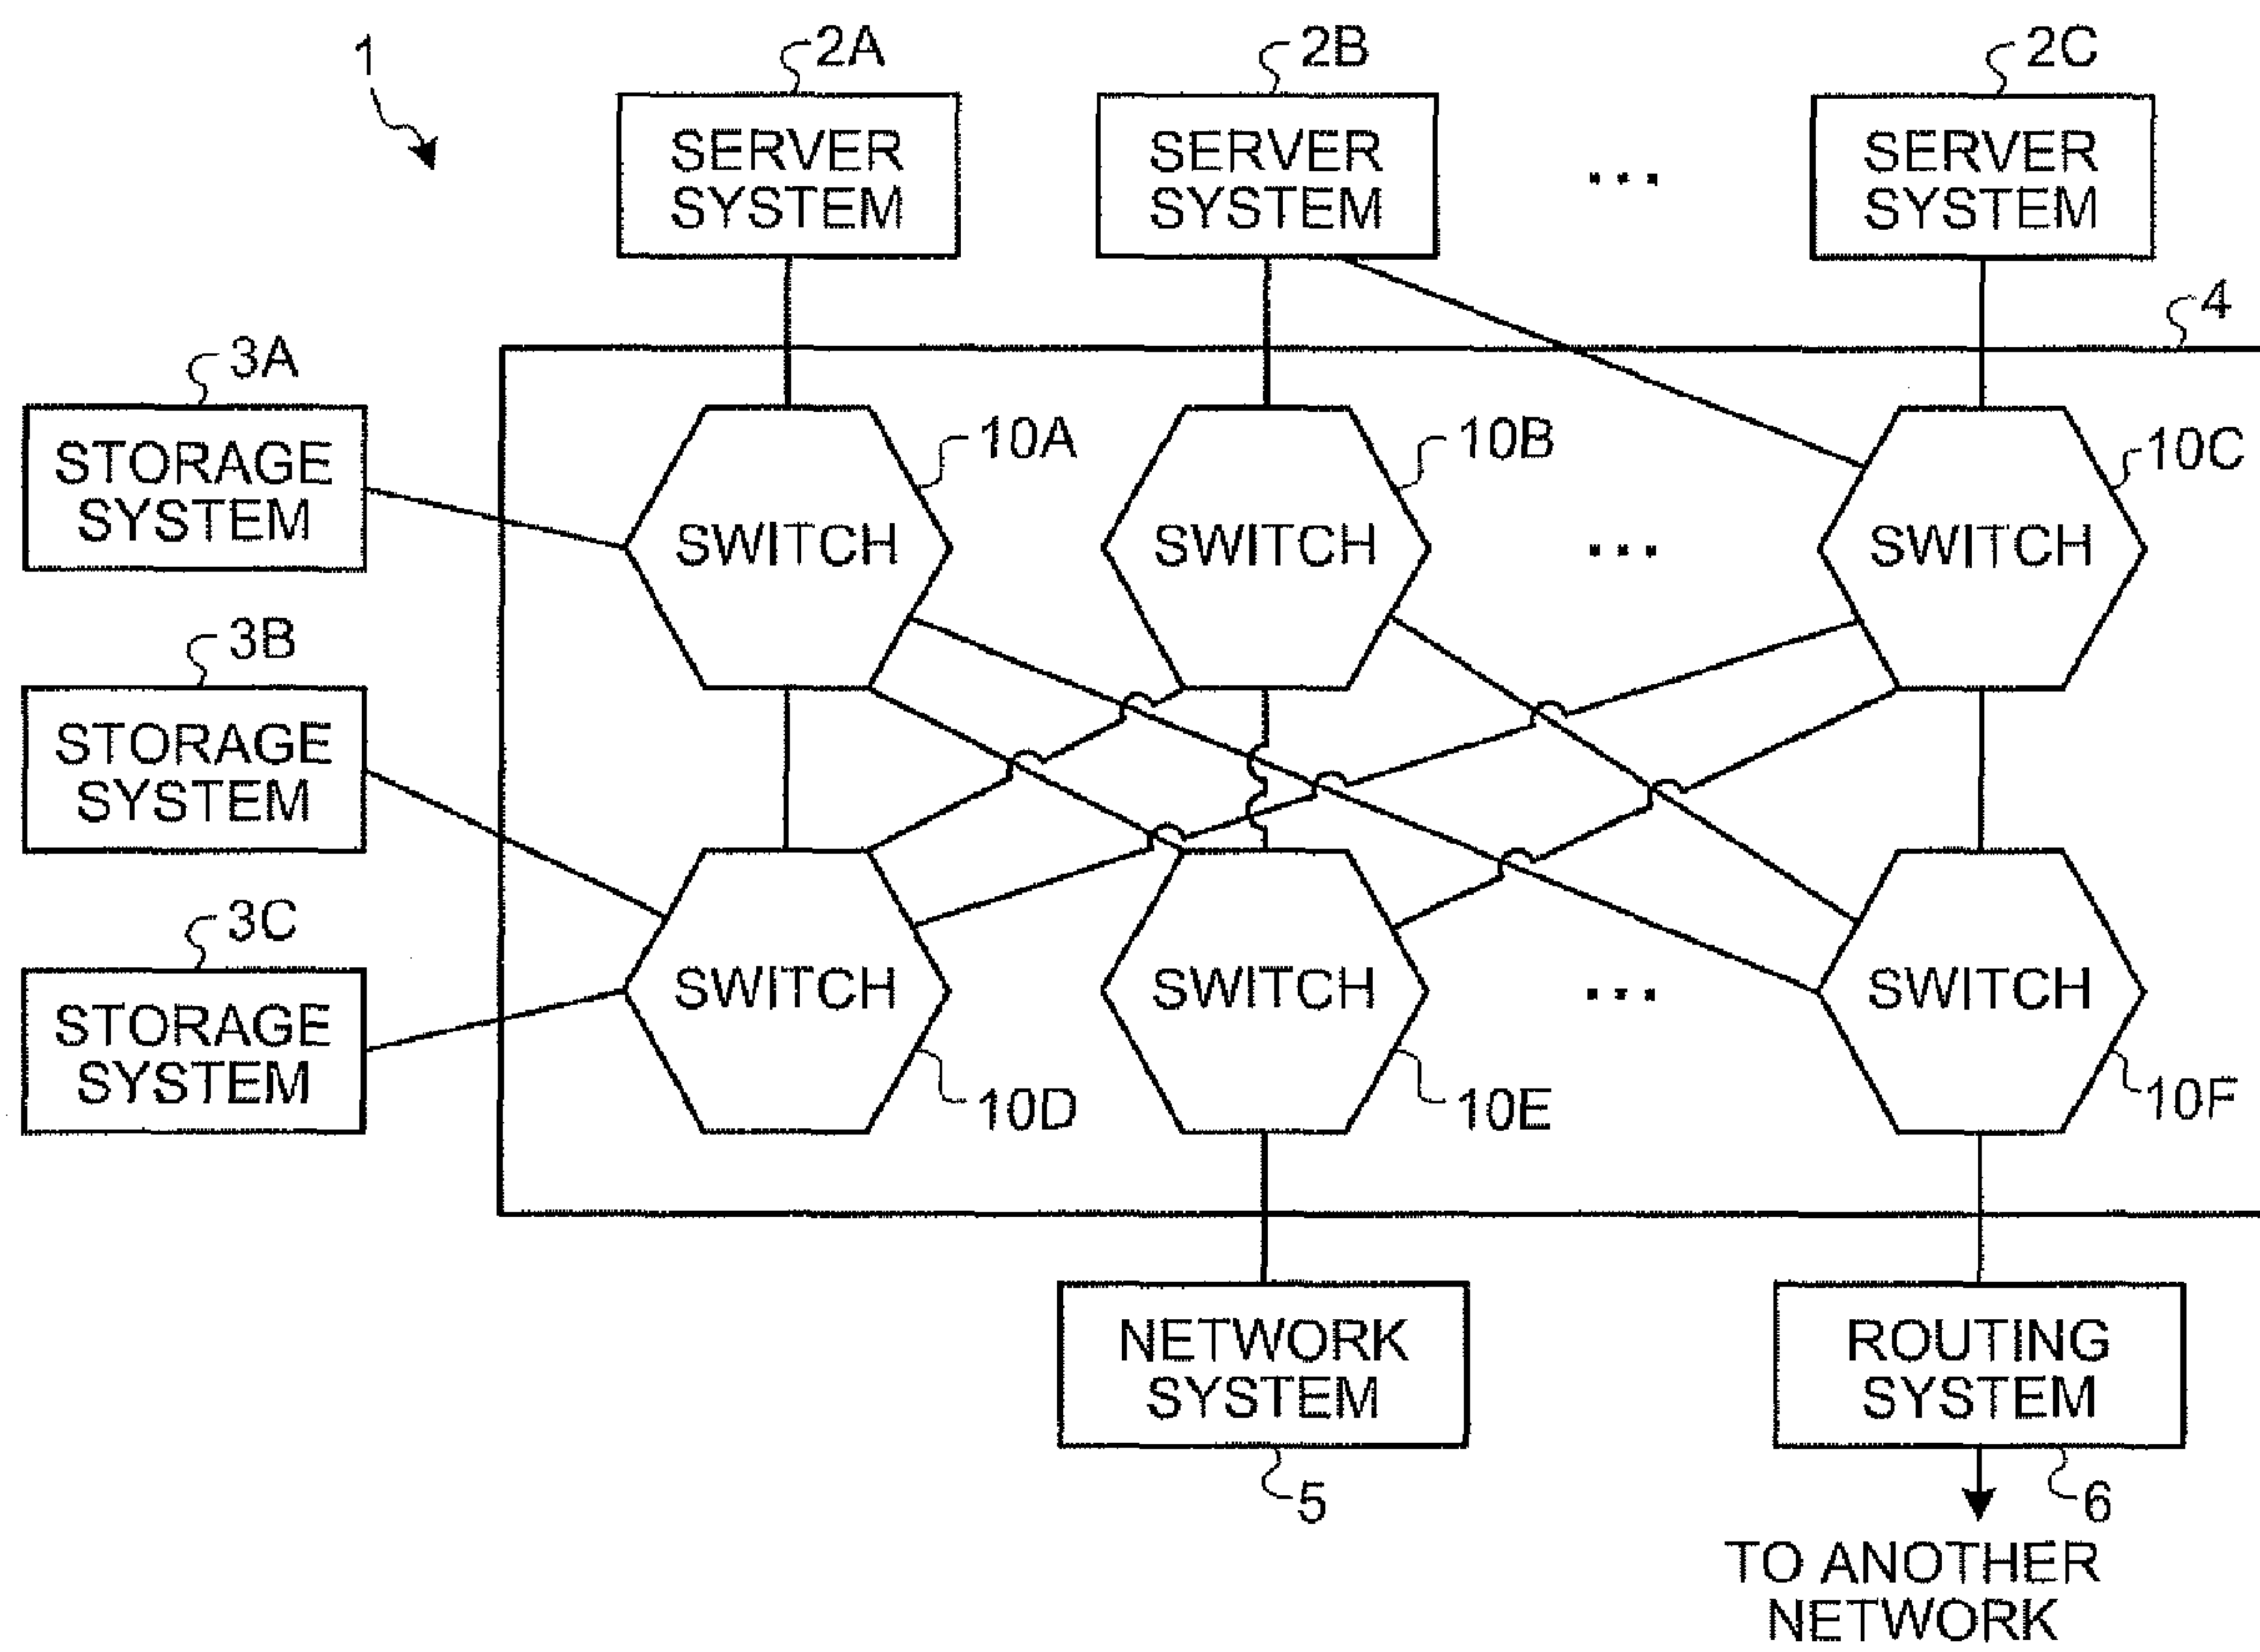 1
2A
2B
2C
SERVER
SYSTEM
SERVER
SYSTEM
...
SERVER
SYSTEM
4
3A
STORAGE
SYSTEM
10A
SWITCH
10B
SWITCH
...
10C
SWITCH
3B
STORAGE
SYSTEM
3C
STORAGE
SYSTEM
SWITCH
10D
SWITCH
10E
...
SWITCH
10F
NETWORK
SYSTEM
5
ROUTING
SYSTEM
6
TO ANOTHER
NETWORK